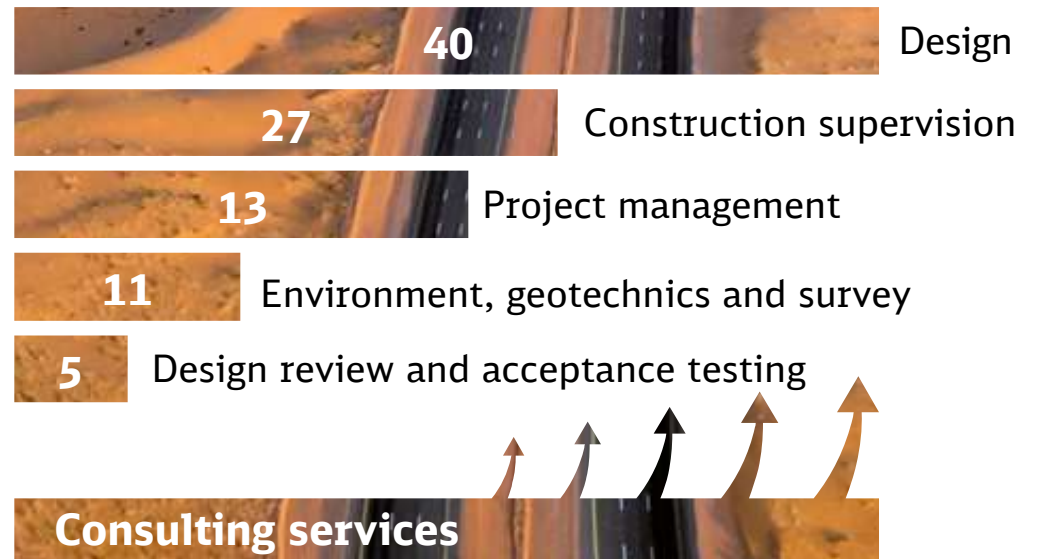 40 Design
27 Construction supervision
13 Project management
11 Environment, geotechnics and survey
5 Design review and acceptance testing
Consulting services